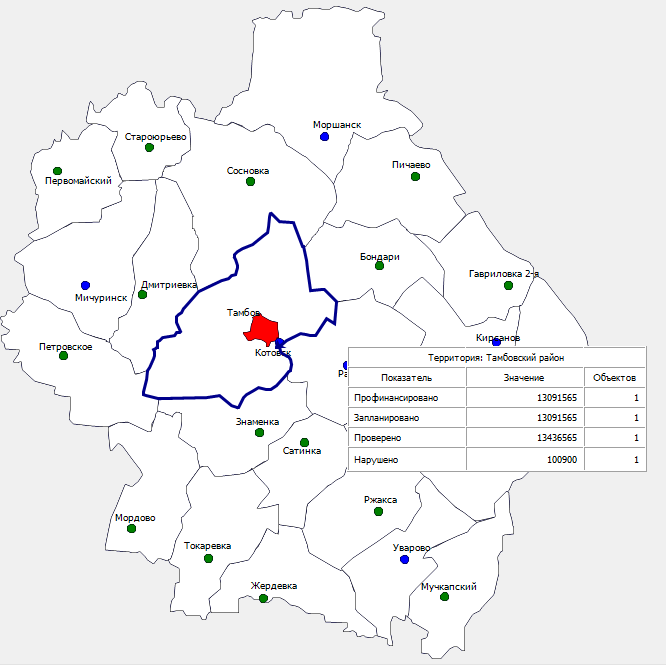 Моршанск
Староюрьево
Пичаево
Сосновка
Первомайский
Бондари
Гавриловка 2-я
Дмитриевка
Мичуринск
Тамбов
Кирсанов
Петровское
Котовск
Территория: Тамбовский район
Показатель Значение Объектов
Ра
Профинансировано 13091565 1
Запланировано 13091565 1
Проверено 13436565 1
Нарушено 100900 1
Знаменка
Сатинка
Ржакса
Мордово
Токаревка
Уварово
Жердевка
Мучкапский